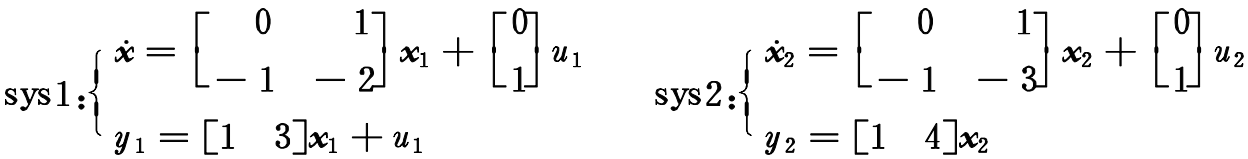 sys1: { ẋ = [0 1; −1 −2] x₁ + [0; 1] u₁
y₁ = [1 3] x₁ + u₁
sys2: { ẋ₂ = [0 1; −1 −3] x₂ + [0; 1] u₂
y₂ = [1 4] x₂